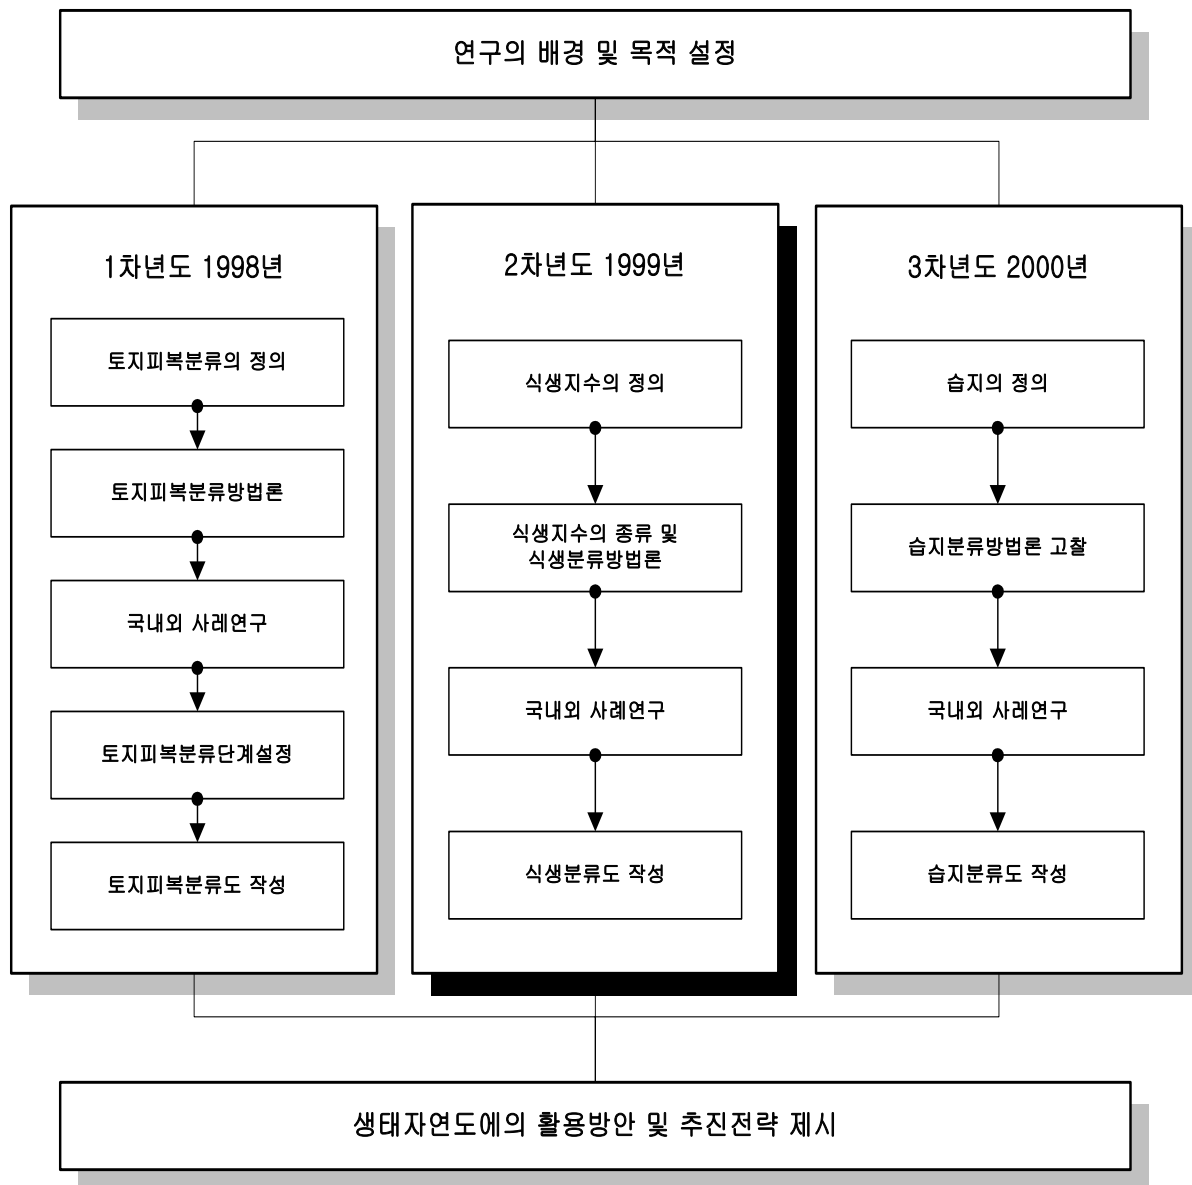 연구의 배경 및 목적 설정
1차년도 1998년
토지피복분류의 정의
토지피복분류방법론
국내외 사레연구
토지피복분류단계설정
토지피복분류도 작성
2차년도 1999년
식생지수의 정의
식생지수의 종류 및
식생분류방법론
국내외 사례연구
식생분류도 작성
3차년도 2000년
습지의 정의
습지분류방법론 고찰
국내외 사레연구
습지분류도 작성
생태자연도에의 활용방안 및 추진전략 제시